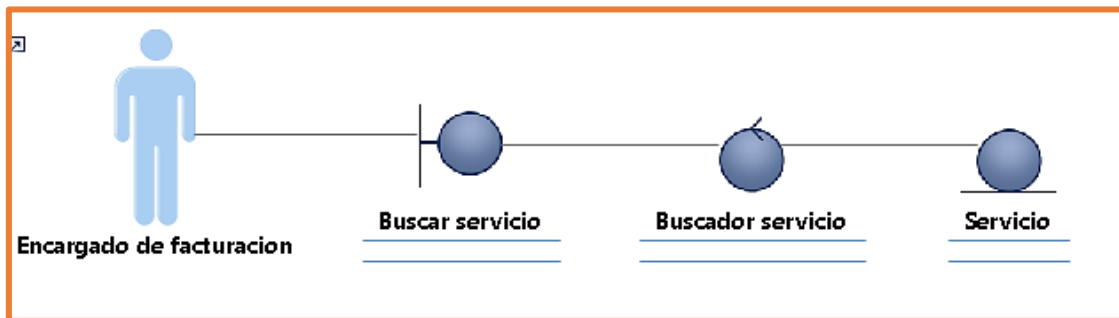 Buscar servicio
Buscador servicio
Servicio
Encargado de facturacion